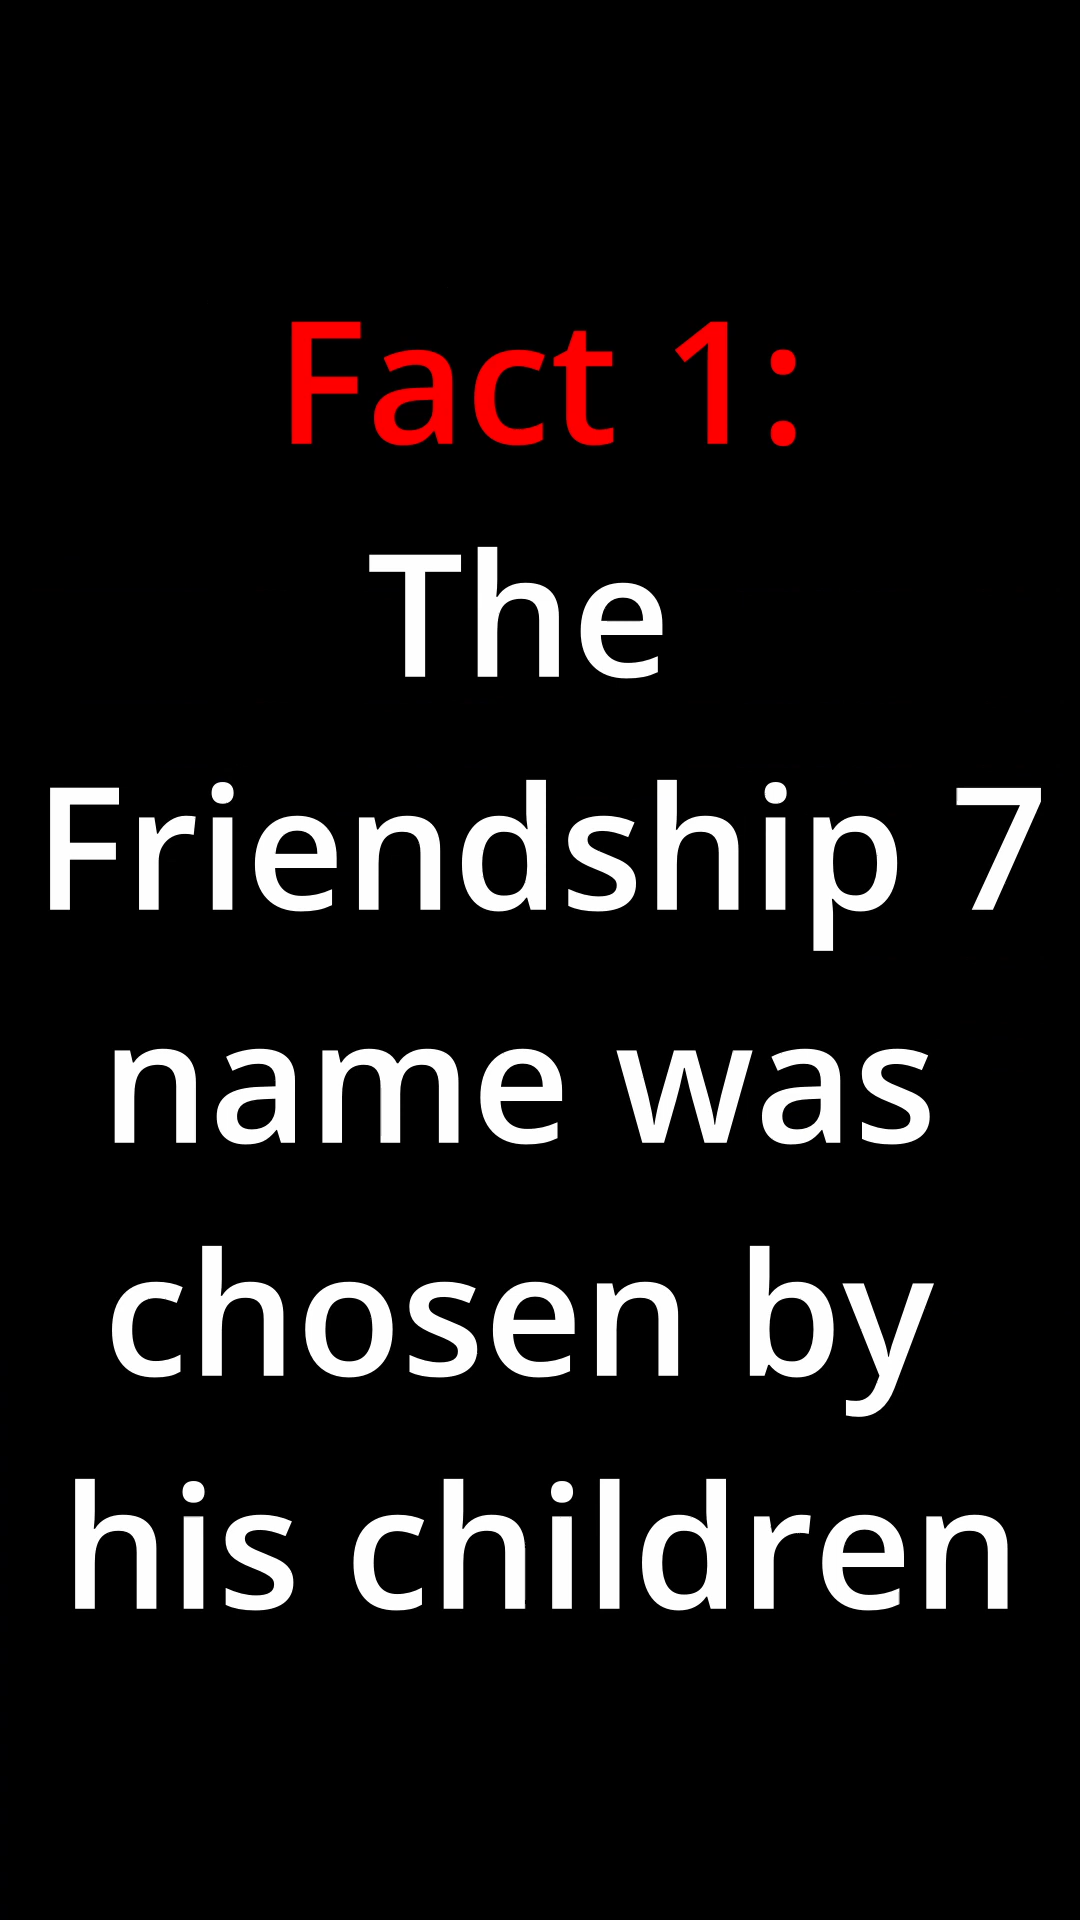 Fact 1:
The
Friendship 7
name was
chosen by
his children